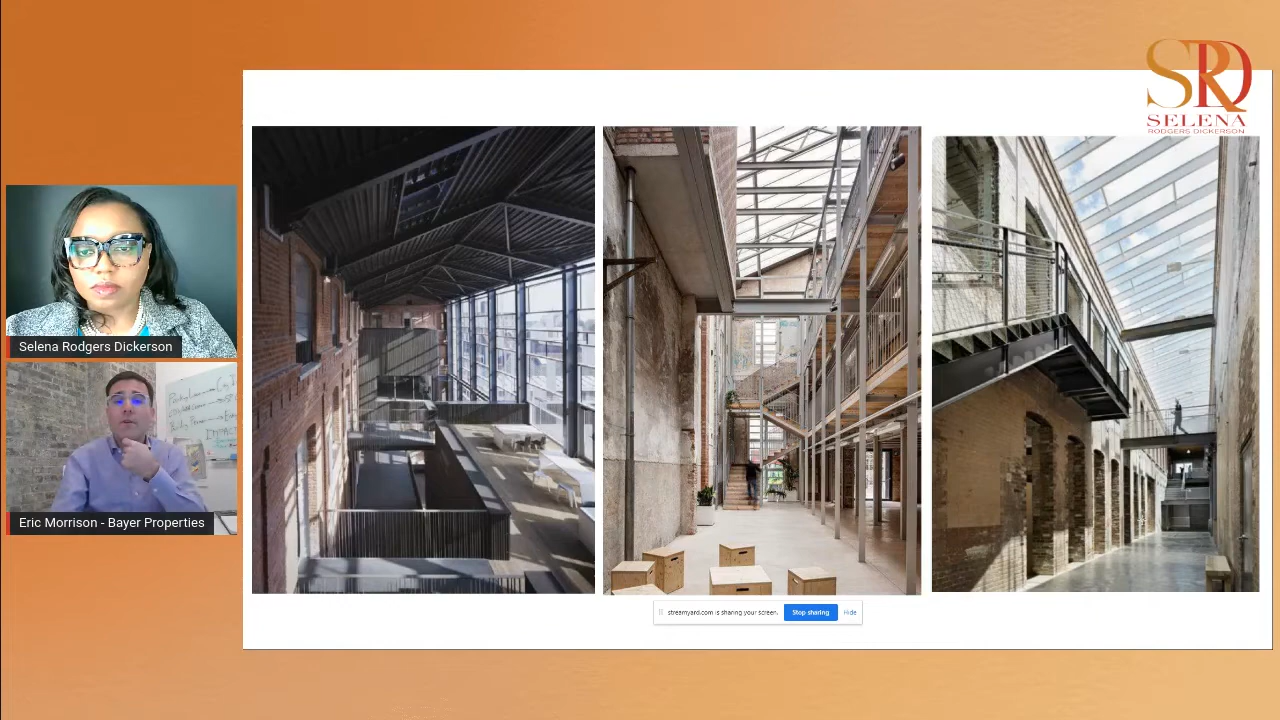 SRD
SELENA
RODGERS DICKERSON
Selena Rodgers Dickerson
Eric Morrison - Bayer Properties
streamyard.com is sharing your screen.
Stop sharing
Hide